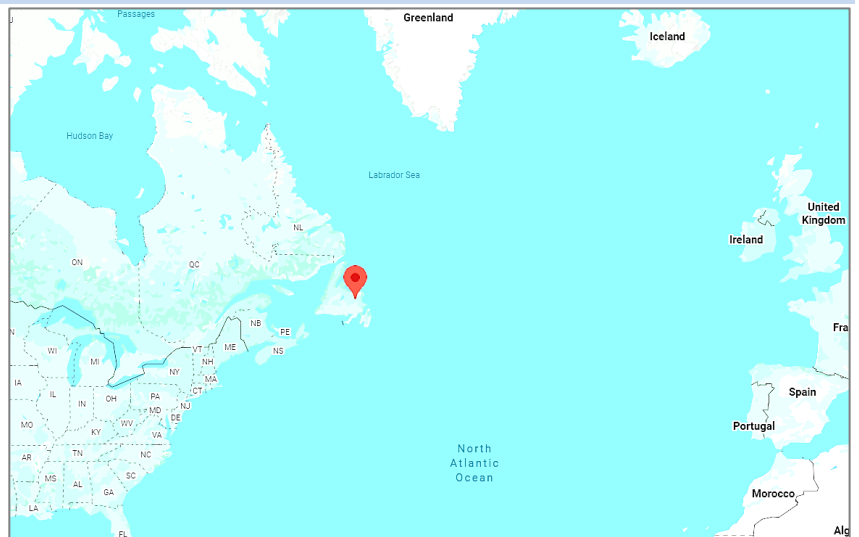 Passages
Greenland
Iceland
Hudson Bay
Labrador Sea
United
Kingdom
NL
Ireland
ON
QC
NB
PE
Fra
N
WI
MI
VT
ME
NS
NH
NY
MA
IA
CT
IL
IN
OH
PA
NJ
Spain
MD
DE
MO
KY
WV
VA
Portugal
AR
TN
NC
North
Atlantic
Ocean
MS
AL
SC
GA
Morocco
LA
FL
Alg